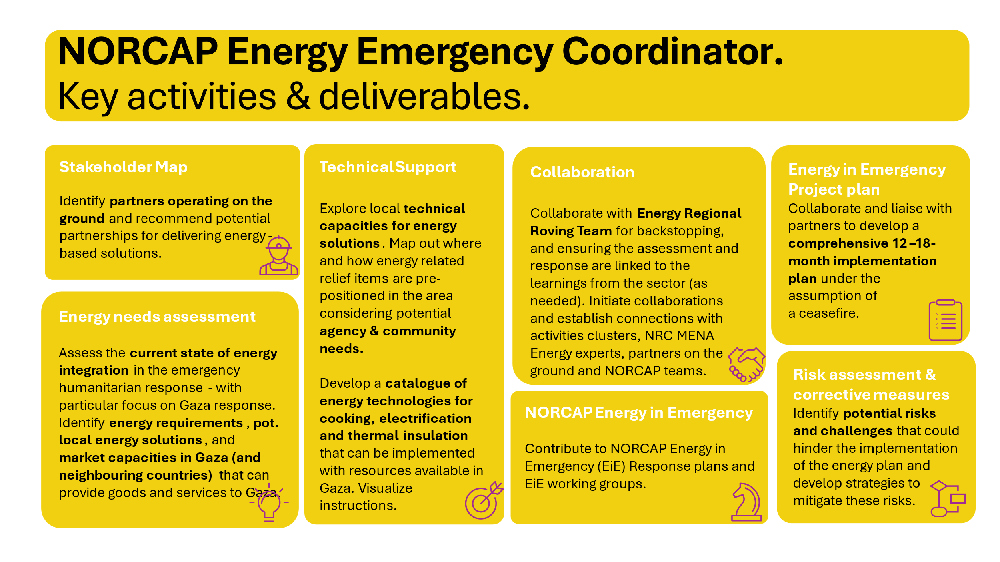 NORCAP Energy Emergency Coordinator.
Key activities & deliverables.
Stakeholder Map
Identify partners operating on the
ground and recommend potential
partnerships for delivering energy-
based solutions.
Energy needs assessment
Assess the current state of energy
integration in the emergency
humanitarian response - with
particular focus on Gaza response.
Identify energy requirements, pot.
local energy solutions, and
market capacities in Gaza (and
neighbouring countries) that can
provide goods and services to Gaza.
Technical Support
Explore local technical
capacities for energy
solutions. Map out where
and how energy related
relief items are pre-
positioned in the area
considering potential
agency & community
needs.
Develop a catalogue of
energy technologies for
cooking, electrification
and thermal insulation
that can be implemented
with resources available in
Gaza. Visualize
instructions.
Collaboration
Collaborate with Energy Regional
Roving Team for backstopping,
and ensuring the assessment and
response are linked to the
learnings from the sector (as
needed). Initiate collaborations
and establish connections with
activities clusters, NRC MENA
Energy experts, partners on the
ground and NORCAP teams.
NORCAP Energy in Emergency
Contribute to NORCAP Energy in
Emergency (EiE) Response plans and
EiE working groups.
Energy in Emergency
Project plan
Collaborate and liaise with
partners to develop a
comprehensive 12–18-
month implementation
plan under the
assumption of
a ceasefire.
Risk assessment &
corrective measures
Identify potential risks
and challenges that could
hinder the implementation
of the energy plan and
develop strategies to
mitigate these risks.